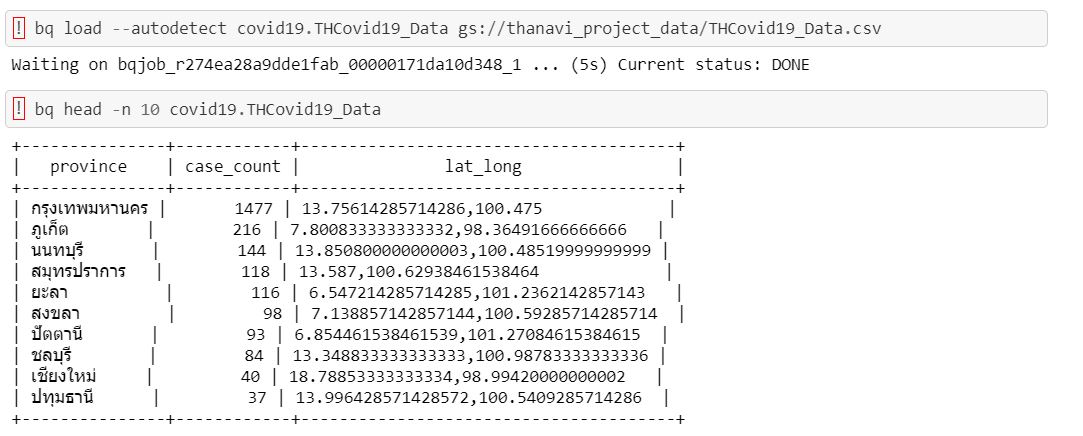 ! bq load --autodetect covid19.THCovid19_Data gs://thanavi_project_data/THCovid19_Data.csv
Waiting on bqjob_r274ea28a9dde1fab_00000171da10d348_1 ... (5s) Current status: DONE
! bq head -n 10 covid19.THCovid19_Data
+---------------+------------+---------------------------------------+
| province | case_count | lat_long |
+---------------+------------+---------------------------------------+
| กรุงเทพมหานคร | 1477 | 13.75614285714286,100.475 |
| ภูเก็ต | 216 | 7.800833333333332,98.36491666666666 |
| นนทบุรี | 144 | 13.850800000000003,100.48519999999999 |
| สมุทรปราการ | 118 | 13.587,100.62938461538464 |
| ยะลา | 116 | 6.547214285714285,101.2362142857143 |
| สงขลา | 98 | 7.138857142857144,100.59285714285714 |
| ปัตตานี | 93 | 6.854461538461539,101.27084615384615 |
| ชลบุรี | 84 | 13.348833333333333,100.98783333333336 |
| เชียงใหม่ | 40 | 18.78853333333334,98.99420000000002 |
| ปทุมธานี | 37 | 13.996428571428572,100.5409285714286 |
+---------------+------------+---------------------------------------+